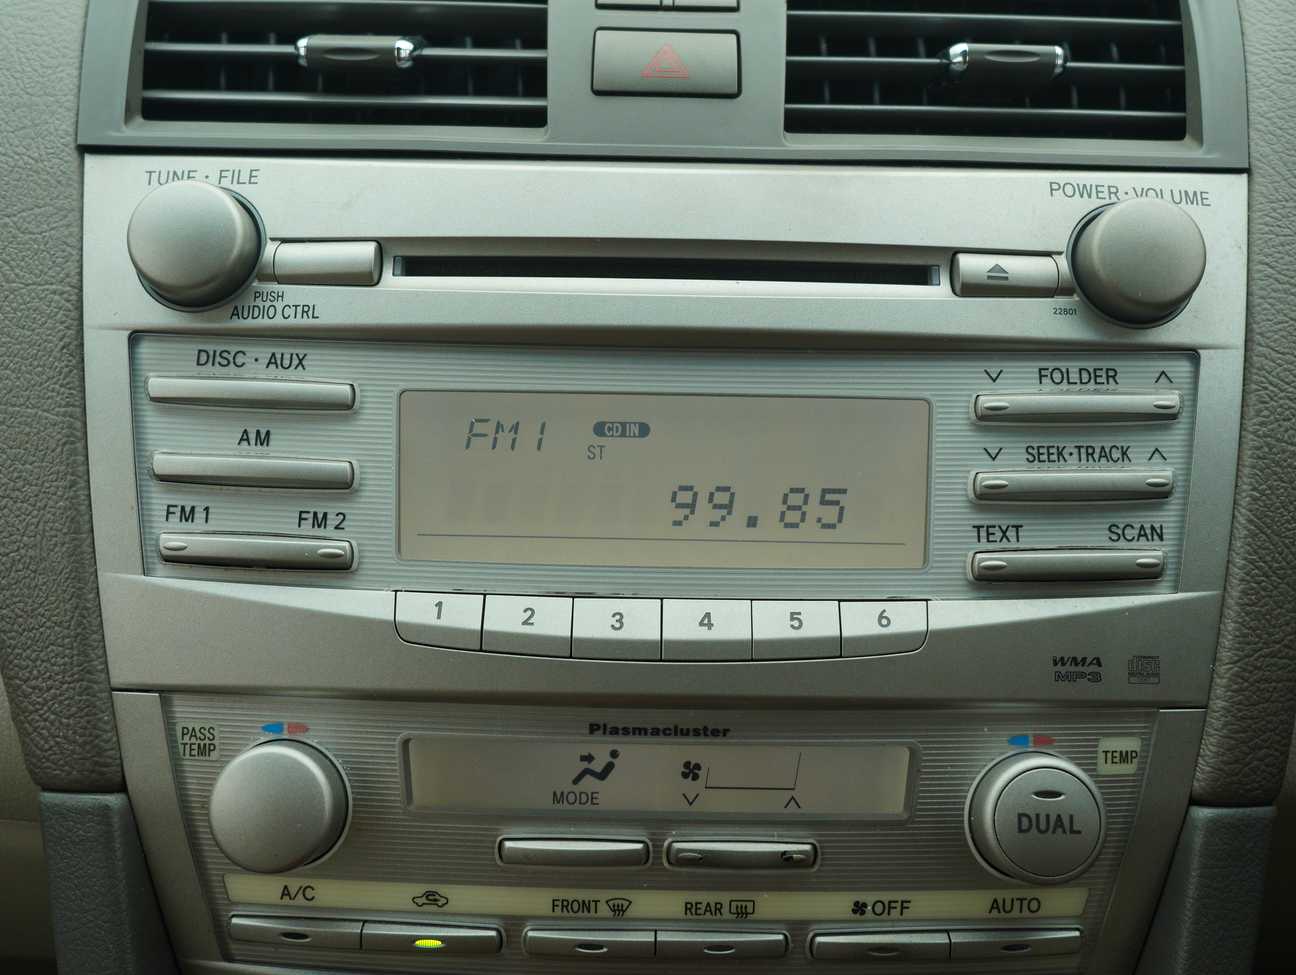 TUNE · FILE
POWER · VOLUME
PUSH
AUDIO CTRL
22801
DISC · AUX
FOLDER
AM
SEEK·TRACK
FM 1 FM 2
TEXT SCAN
FM1
CD IN
ST
99.85
1 2 3 4 5 6
WMA
MP3
disc
Plasmacluster
PASS
TEMP
MODE
TEMP
DUAL
A/C
FRONT
REAR
OFF
AUTO